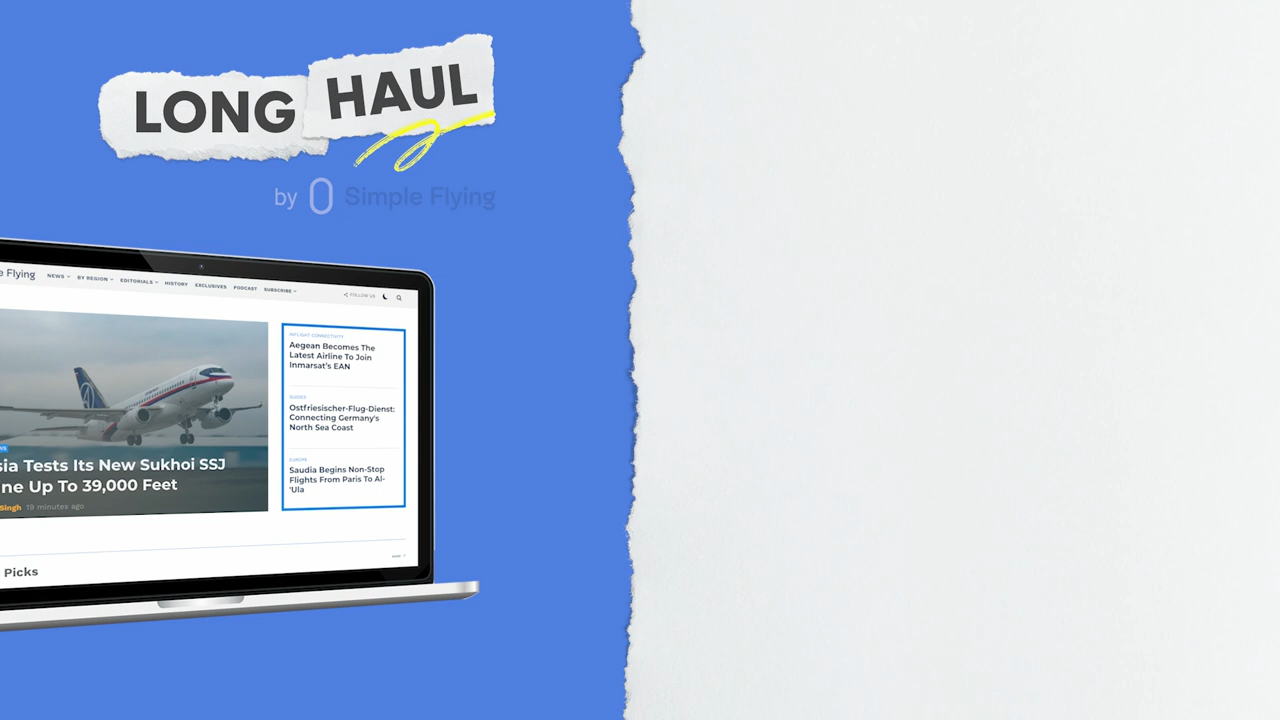 LONG HAUL
by Simple Flying
e Flying NEWS BY REGION EDITORIALS HISTORY EXCLUSIVES PODCAST SUBSCRIBE FOLLOW US
INFLIGHT CONNECTIVITY
Aegean Becomes The
Latest Airline To Join
Inmarsat's EAN
GUIDES
Ostfriesischer-Flug-Dienst:
Connecting Germany's
North Sea Coast
EUROPE
Saudia Begins Non-Stop
Flights From Paris To Al-
'Ula
sia Tests Its New Sukhoi SSJ
ne Up To 39,000 Feet
Singh 19 minutes ago
Picks